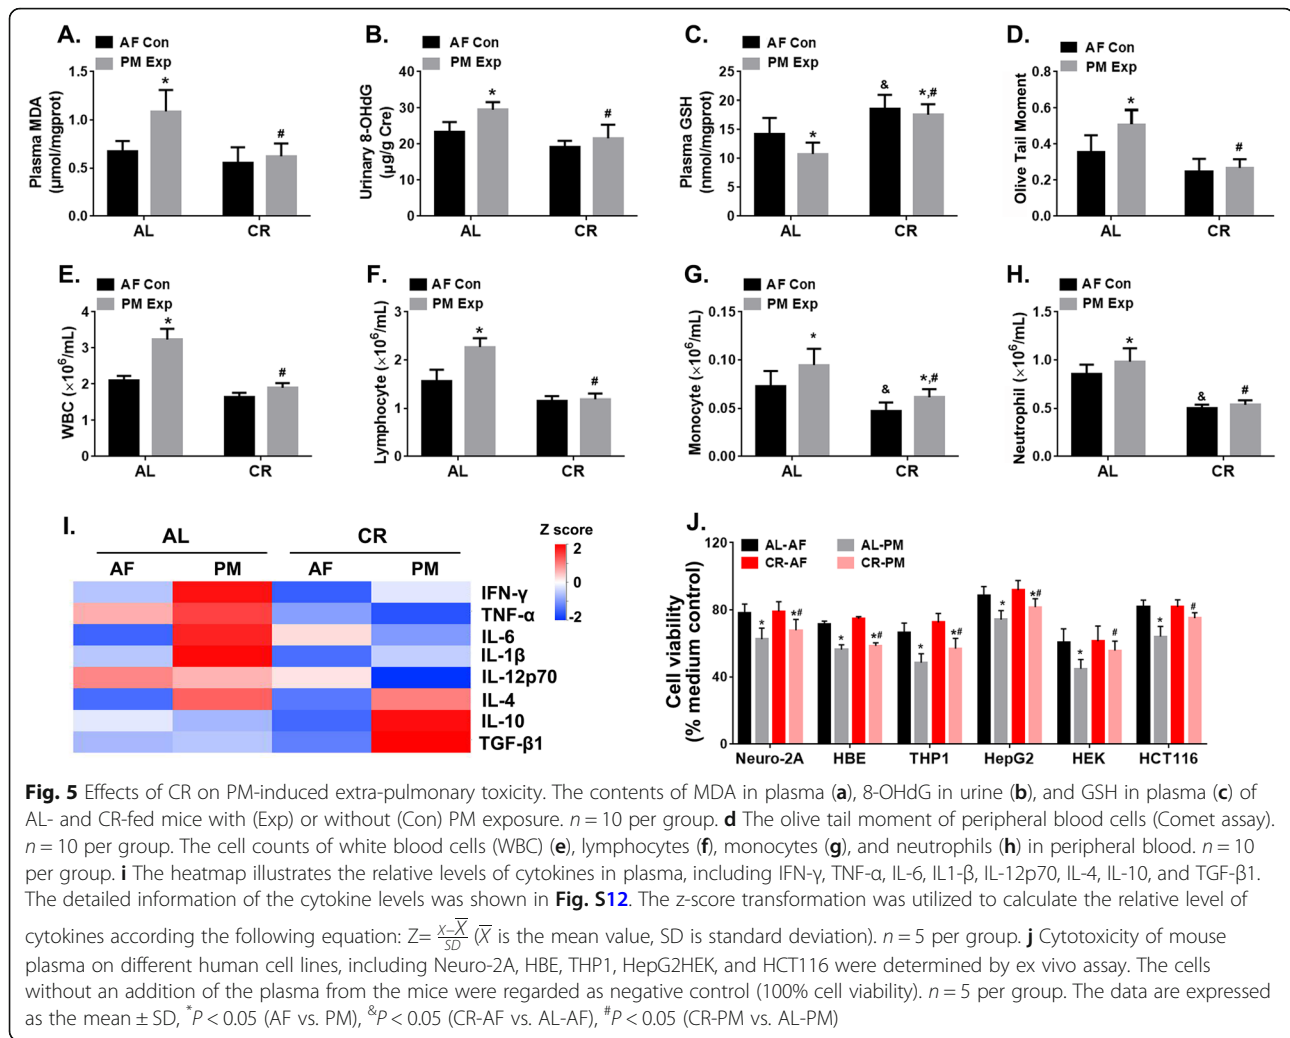 A.
AF Con
PM Exp
Plasma MDA
(μmol/mgprot)
1.5
1.0
0.5
0.0
*
#
AL
CR
B.
AF Con
PM Exp
Urinary 8-OHdG
(μg/g Cre)
40
30
20
10
0
*
#
AL
CR
C.
AF Con
PM Exp
Plasma GSH
(nmol/mgprot)
25
20
15
10
5
0
*
&
*,#
AL
CR
D.
AF Con
PM Exp
Olive Tail Moment
0.8
0.6
0.4
0.2
0.0
*
#
AL
CR
E.
AF Con
PM Exp
WBC (×10⁶/mL)
4
3
2
1
0
*
#
AL
CR
F.
AF Con
PM Exp
Lymphocyte (×10⁶/mL)
3
2
1
0
*
#
AL
CR
G.
AF Con
PM Exp
Monocyte (×10⁶/mL)
0.15
0.10
0.05
0.00
*
&
*,#
AL
CR
H.
AF Con
PM Exp
Neutrophil (×10⁶/mL)
1.5
1.0
0.5
0.0
*
&
#
AL
CR
I.
AL
CR
AF
PM
AF
PM
Z score
2
0
-2
IFN-γ
TNF-α
IL-6
IL-1β
IL-12p70
IL-4
IL-10
TGF-β1
J.
AL-AF
AL-PM
CR-AF
CR-PM
Cell viability
(% medium control)
120
80
40
0
*
*#
*
*#
*
*#
*
*#
*
#
*
#
Neuro-2A
HBE
THP1
HepG2
HEK
HCT116
Fig. 5 Effects of CR on PM-induced extra-pulmonary toxicity. The contents of MDA in plasma (a), 8-OHdG in urine (b), and GSH in plasma (c) of
AL- and CR-fed mice with (Exp) or without (Con) PM exposure. n = 10 per group. d The olive tail moment of peripheral blood cells (Comet assay).
n = 10 per group. The cell counts of white blood cells (WBC) (e), lymphocytes (f), monocytes (g), and neutrophils (h) in peripheral blood. n = 10
per group. i The heatmap illustrates the relative levels of cytokines in plasma, including IFN-γ, TNF-α, IL-6, IL1-β, IL-12p70, IL-4, IL-10, and TGF-β1.
The detailed information of the cytokine levels was shown in Fig. S12. The z-score transformation was utilized to calculate the relative level of
cytokines according the following equation: Z= (X−X̅)/SD (X̅ is the mean value, SD is standard deviation). n = 5 per group. j Cytotoxicity of mouse
plasma on different human cell lines, including Neuro-2A, HBE, THP1, HepG2HEK, and HCT116 were determined by ex vivo assay. The cells
without an addition of the plasma from the mice were regarded as negative control (100% cell viability). n = 5 per group. The data are expressed
as the mean ± SD, *P < 0.05 (AF vs. PM), &P < 0.05 (CR-AF vs. AL-AF), #P < 0.05 (CR-PM vs. AL-PM)